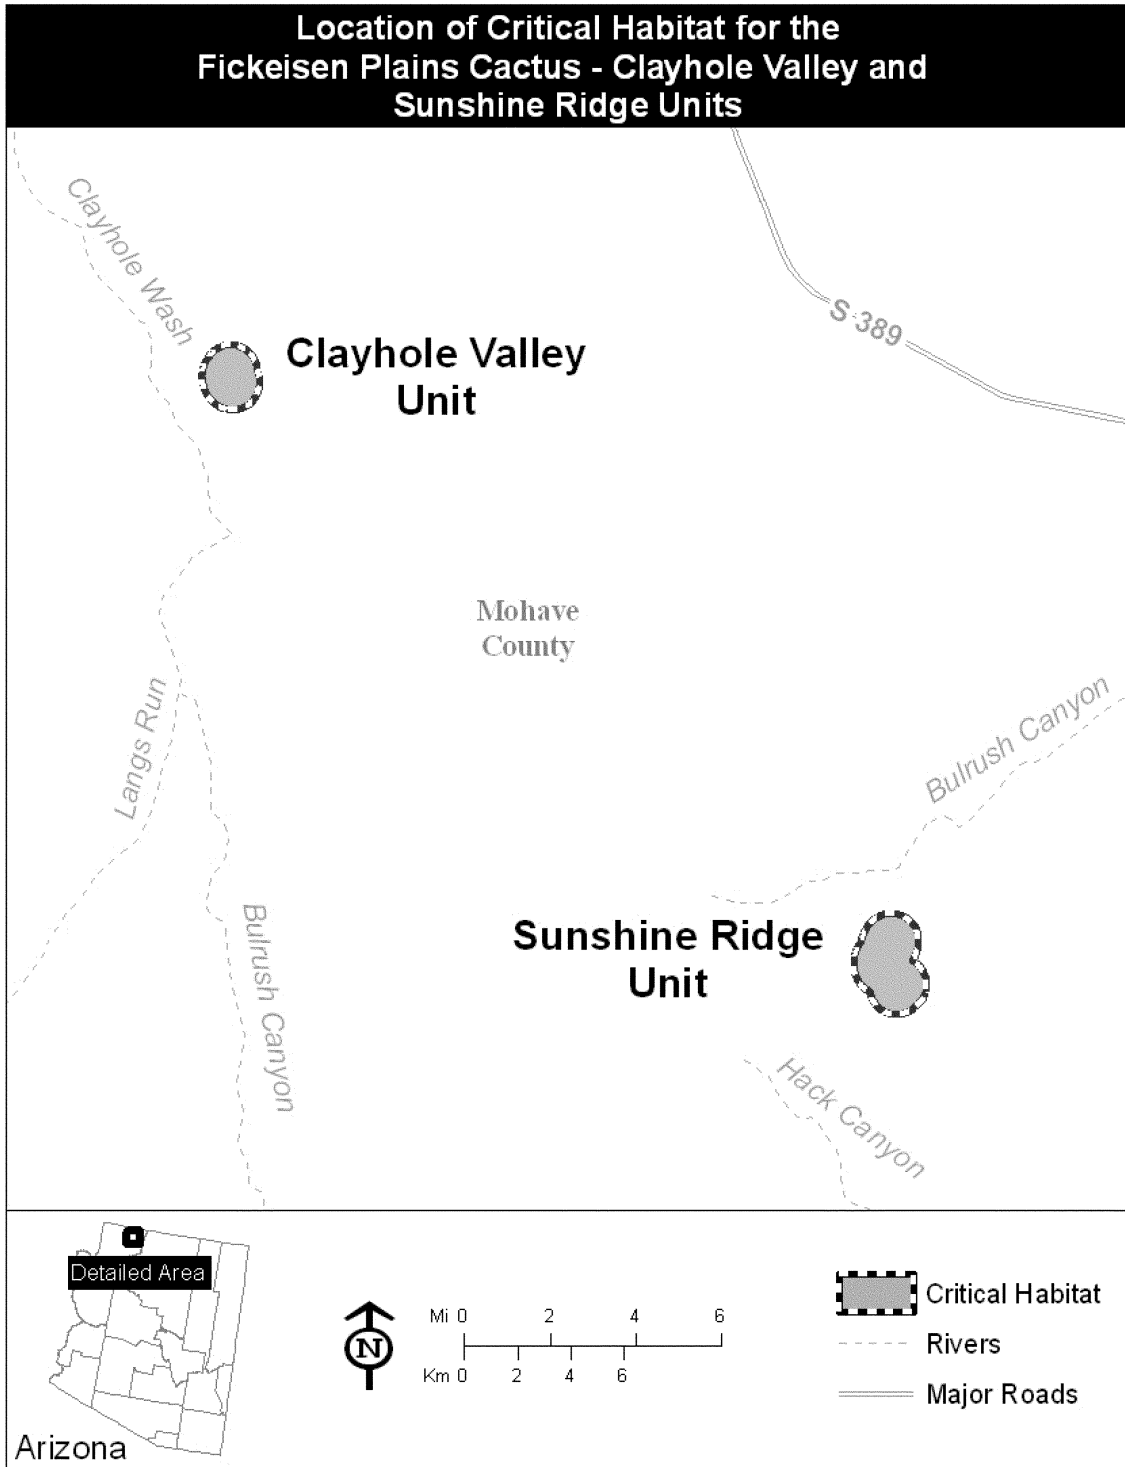 Location of Critical Habitat for the
Fickeisen Plains Cactus - Clayhole Valley and
Sunshine Ridge Units
Clayhole Wash
S 389
Clayhole Valley
Unit
Mohave
County
Langs Run
Bulrush Canyon
Sunshine Ridge
Unit
Bulrush Canyon
Hack Canyon
Detailed Area
Arizona
N
Mi 0 2 4 6
Km 0 2 4 6
Critical Habitat
Rivers
Major Roads